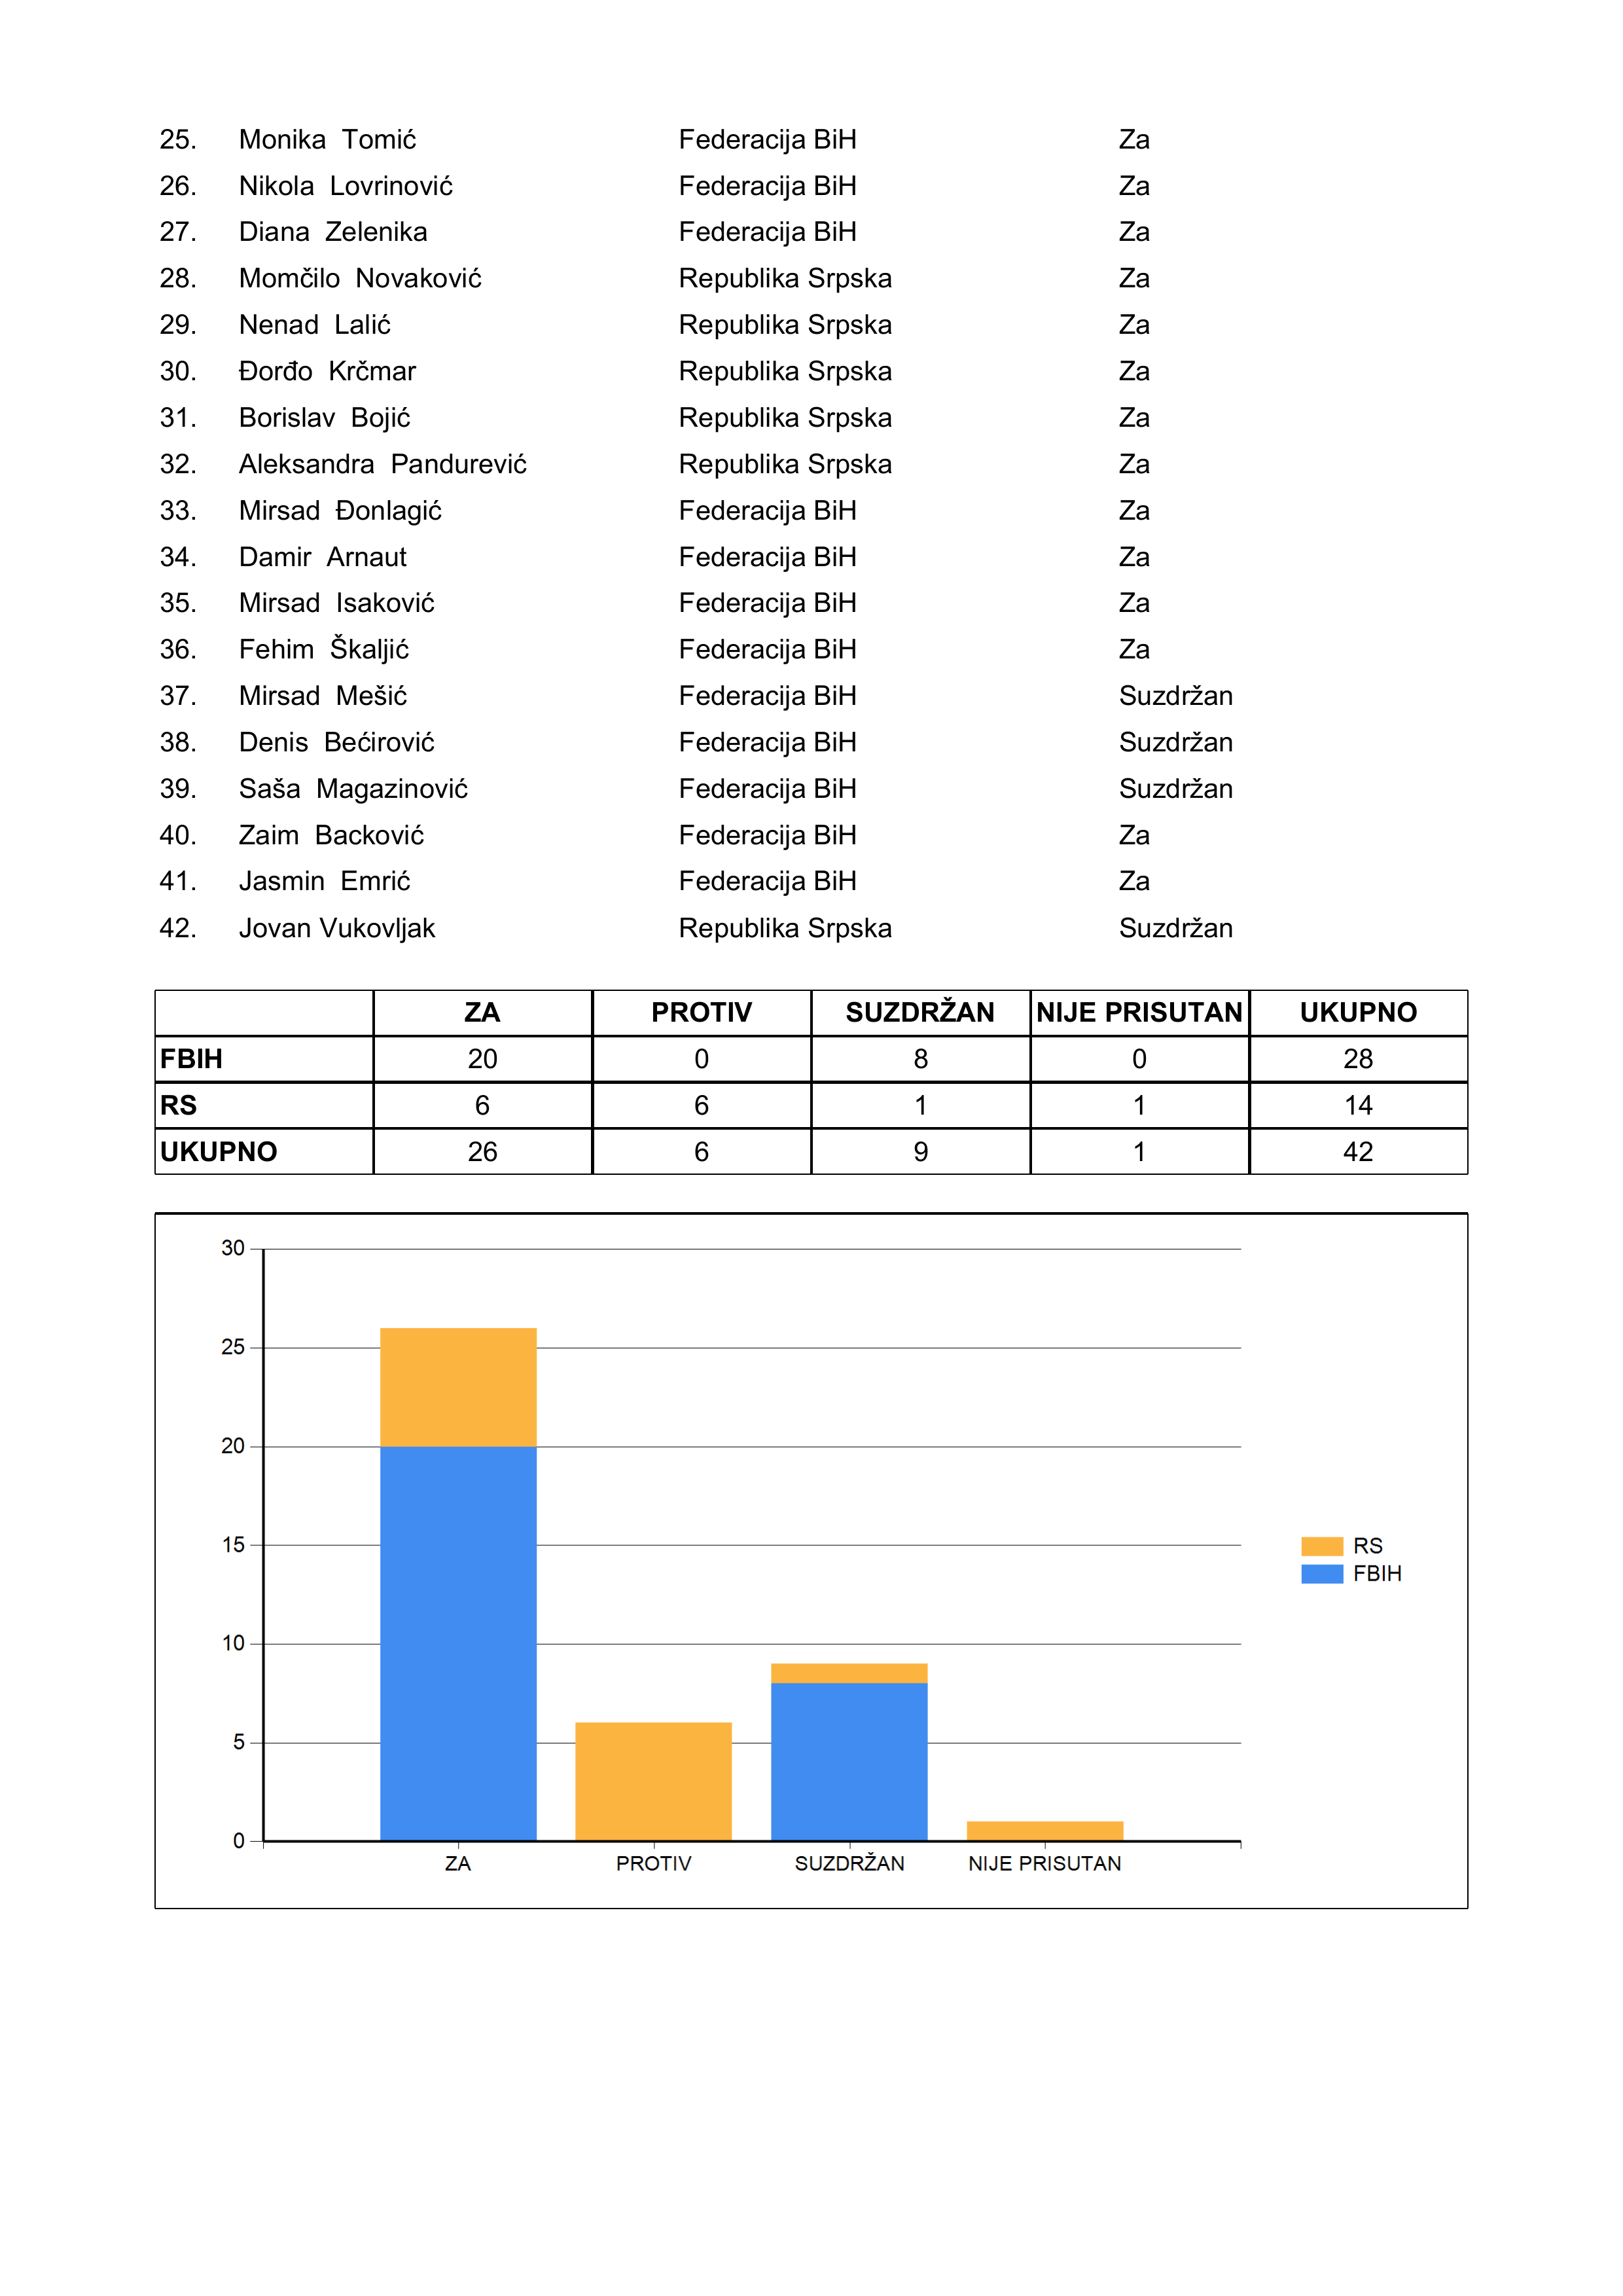 25. Monika Tomić Federacija BiH Za
26. Nikola Lovrinović Federacija BiH Za
27. Diana Zelenika Federacija BiH Za
28. Momčilo Novaković Republika Srpska Za
29. Nenad Lalić Republika Srpska Za
30. Đorđo Krčmar Republika Srpska Za
31. Borislav Bojić Republika Srpska Za
32. Aleksandra Pandurević Republika Srpska Za
33. Mirsad Đonlagić Federacija BiH Za
34. Damir Arnaut Federacija BiH Za
35. Mirsad Isaković Federacija BiH Za
36. Fehim Škaljić Federacija BiH Za
37. Mirsad Mešić Federacija BiH Suzdržan
38. Denis Bećirović Federacija BiH Suzdržan
39. Saša Magazinović Federacija BiH Suzdržan
40. Zaim Backović Federacija BiH Za
41. Jasmin Emrić Federacija BiH Za
42. Jovan Vukovljak Republika Srpska Suzdržan
ZA PROTIV SUZDRŽAN NIJE PRISUTAN UKUPNO
FBIH 20 0 8 0 28
RS 6 6 1 1 14
UKUPNO 26 6 9 1 42
30
25
20
15
10
5
0
ZA PROTIV SUZDRŽAN NIJE PRISUTAN
RS
FBIH